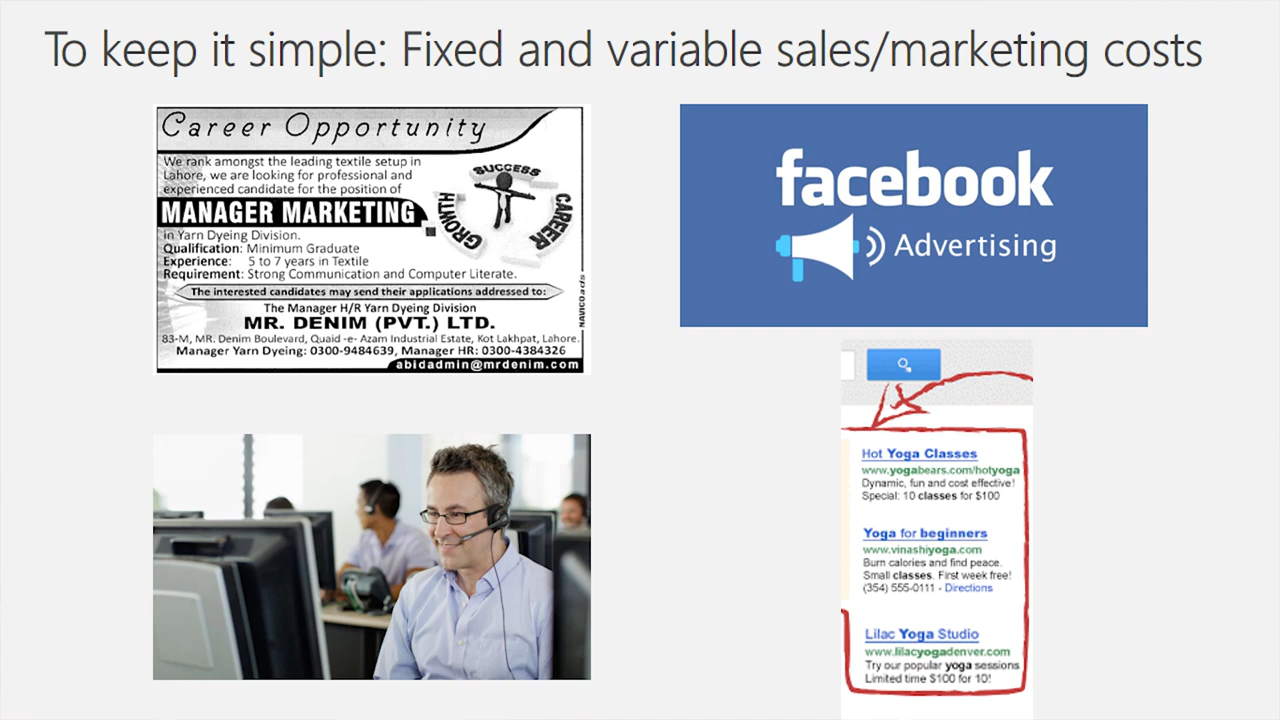 To keep it simple: Fixed and variable sales/marketing costs
Career Opportunity
We rank amongst the leading textile setup in
Lahore, we are looking for professional and
experienced candidate for the position of
MANAGER MARKETING
in Yarn Dyeing Division.
Qualification: Minimum Graduate
Experience: 5 to 7 years in Textile
Requirement: Strong Communication and Computer Literate.
SUCCESS
CAREER
GROWTH
The interested candidates may send their applications addressed to:
The Manager H/R Yarn Dyeing Division
MR. DENIM (PVT.) LTD.
83-M, MR. Denim Boulevard, Quaid -e- Azam Industrial Estate, Kot Lakhpat, Lahore.
Manager Yarn Dyeing: 0300-9484639, Manager HR: 0300-4384326
abidadmin@mrdenim.com
NAVICO ads
facebook
Advertising
Hot Yoga Classes
www.yogabears.com/hotyoga
Dynamic, fun and cost effective!
Special: 10 classes for $100
Yoga for beginners
www.vinashiyoga.com
Burn calories and find peace.
Small classes. First week free!
(354) 555-0111 - Directions
Lilac Yoga Studio
www.lilacyogadenver.com
Try our popular yoga sessions
Limited time $100 for 10!